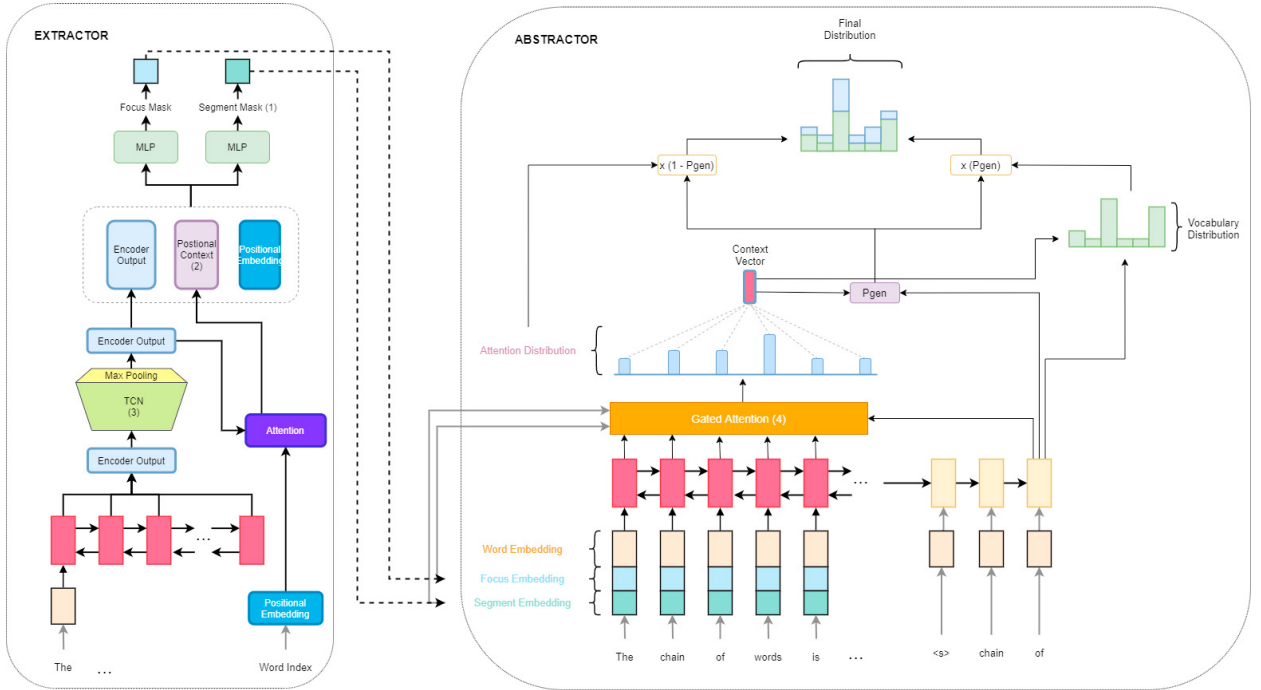 EXTRACTOR
Focus Mask
Segment Mask (1)
MLP
MLP
Encoder
Output
Postional
Context
(2)
Positional
Embedding
Encoder Output
Max Pooling
TCN
(3)
Attention
Encoder Output
...
Positional
Embedding
The
...
Word Index
ABSTRACTOR
Final
Distribution
x (1 - Pgen)
x (Pgen)
Vocabulary
Distribution
Context
Vector
Pgen
Attention Distribution
Gated Attention (4)
...
Word Embedding
Focus Embedding
Segment Embedding
The
chain
of
words
is
...
<s>
chain
of